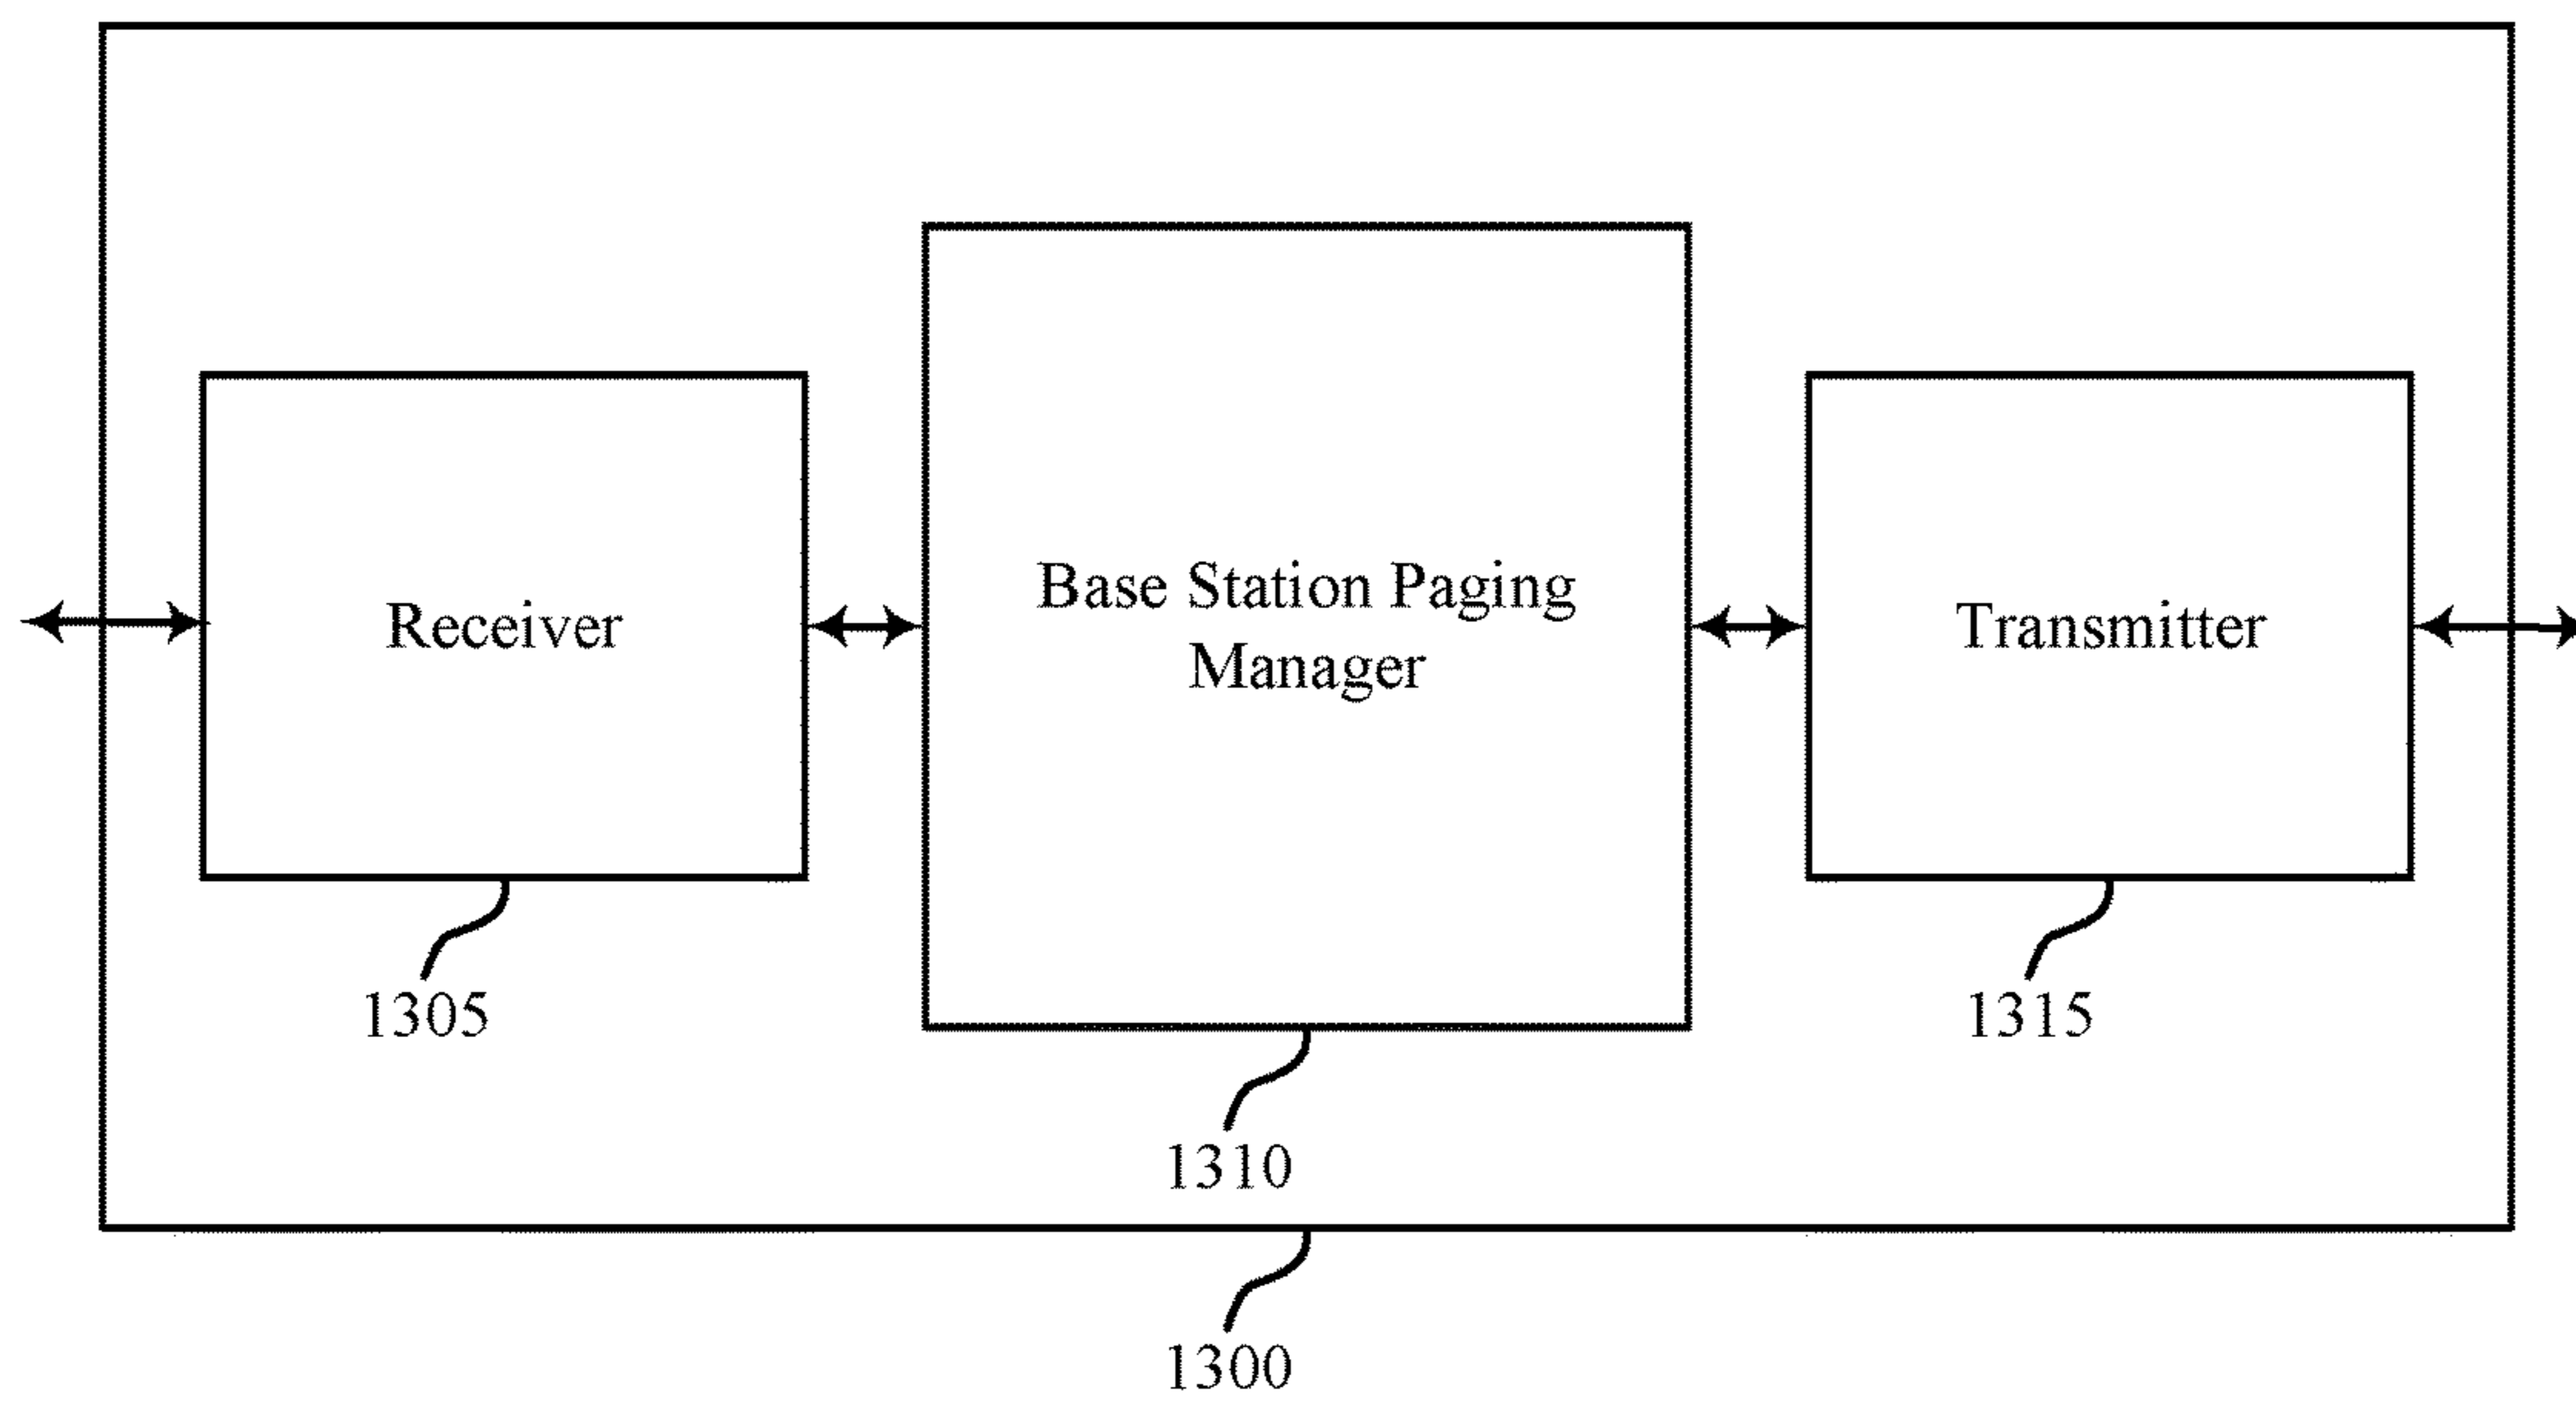 Receiver
Base Station Paging
Manager
Transmitter
1305
1315
1310
1300